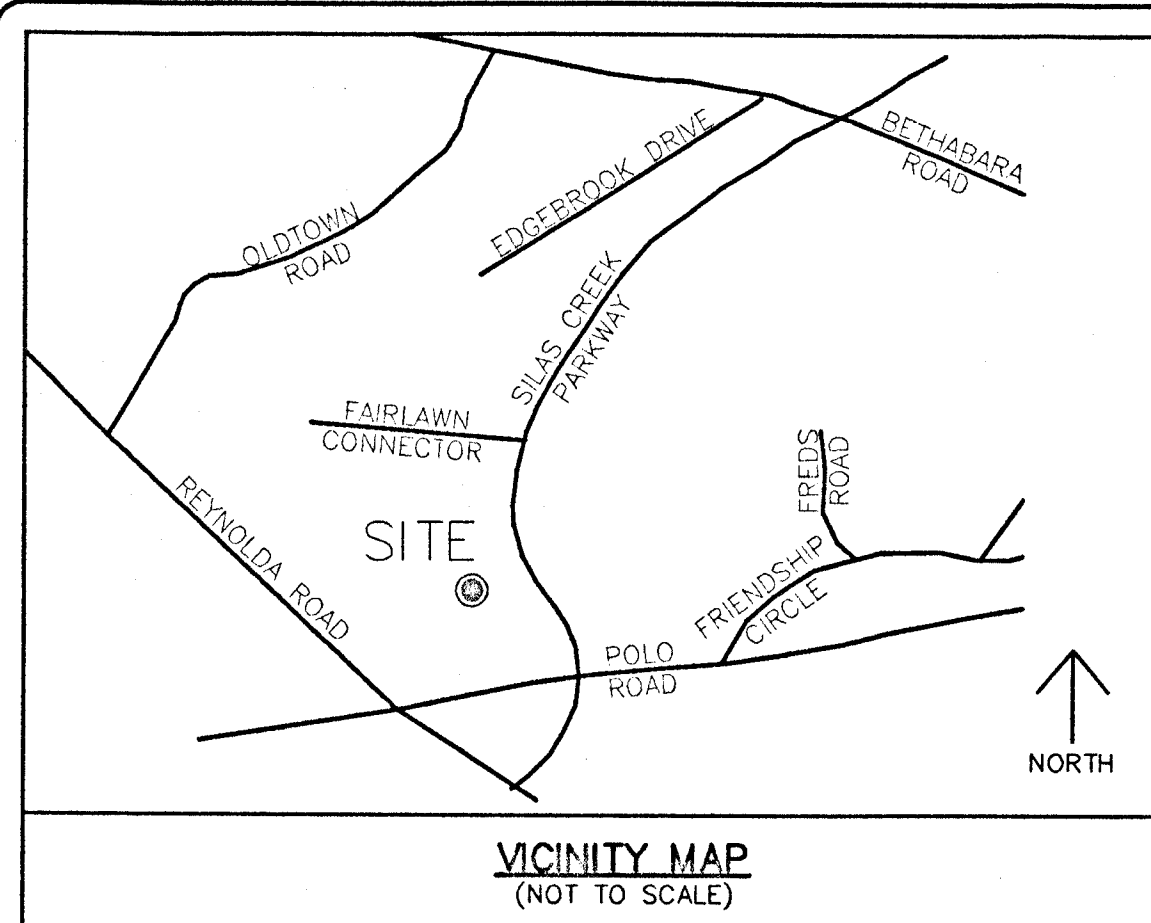 BETHABARA
ROAD
EDGEBROOK DRIVE
OLDTOWN
ROAD
SILAS CREEK
PARKWAY
FAIRLAWN
CONNECTOR
FREDS
ROAD
REYNOLDA ROAD
SITE
FRIENDSHIP
CIRCLE
POLO
ROAD
NORTH
VICINITY MAP
(NOT TO SCALE)